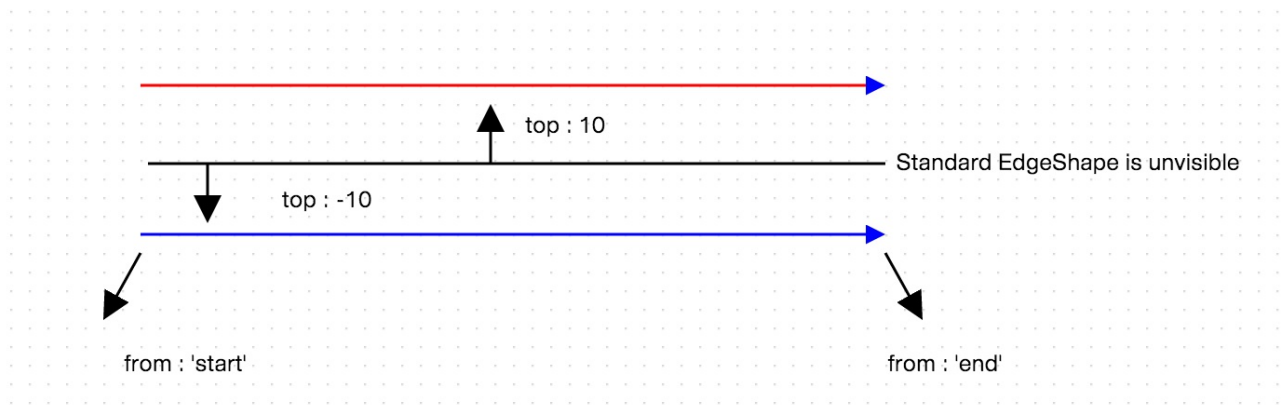 top : 10
Standard EdgeShape is unvisible
top : -10
from : 'start'
from : 'end'